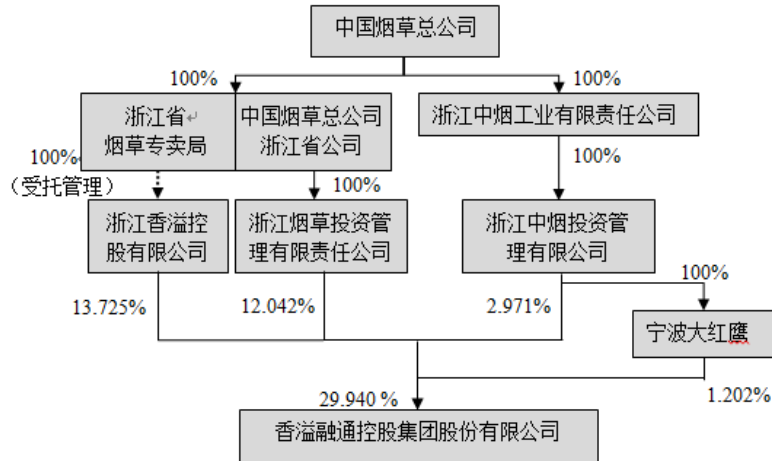 中国烟草总公司
100%
100%
浙江省
烟草专卖局
中国烟草总公司
浙江省公司
浙江中烟工业有限责任公司
100%
（受托管理）
100%
100%
浙江香溢控
股有限公司
浙江烟草投资管
理有限责任公司
浙江中烟投资管
理有限公司
13.725%
12.042%
2.971%
100%
宁波大红鹰
29.940 %
1.202%
香溢融通控股集团股份有限公司